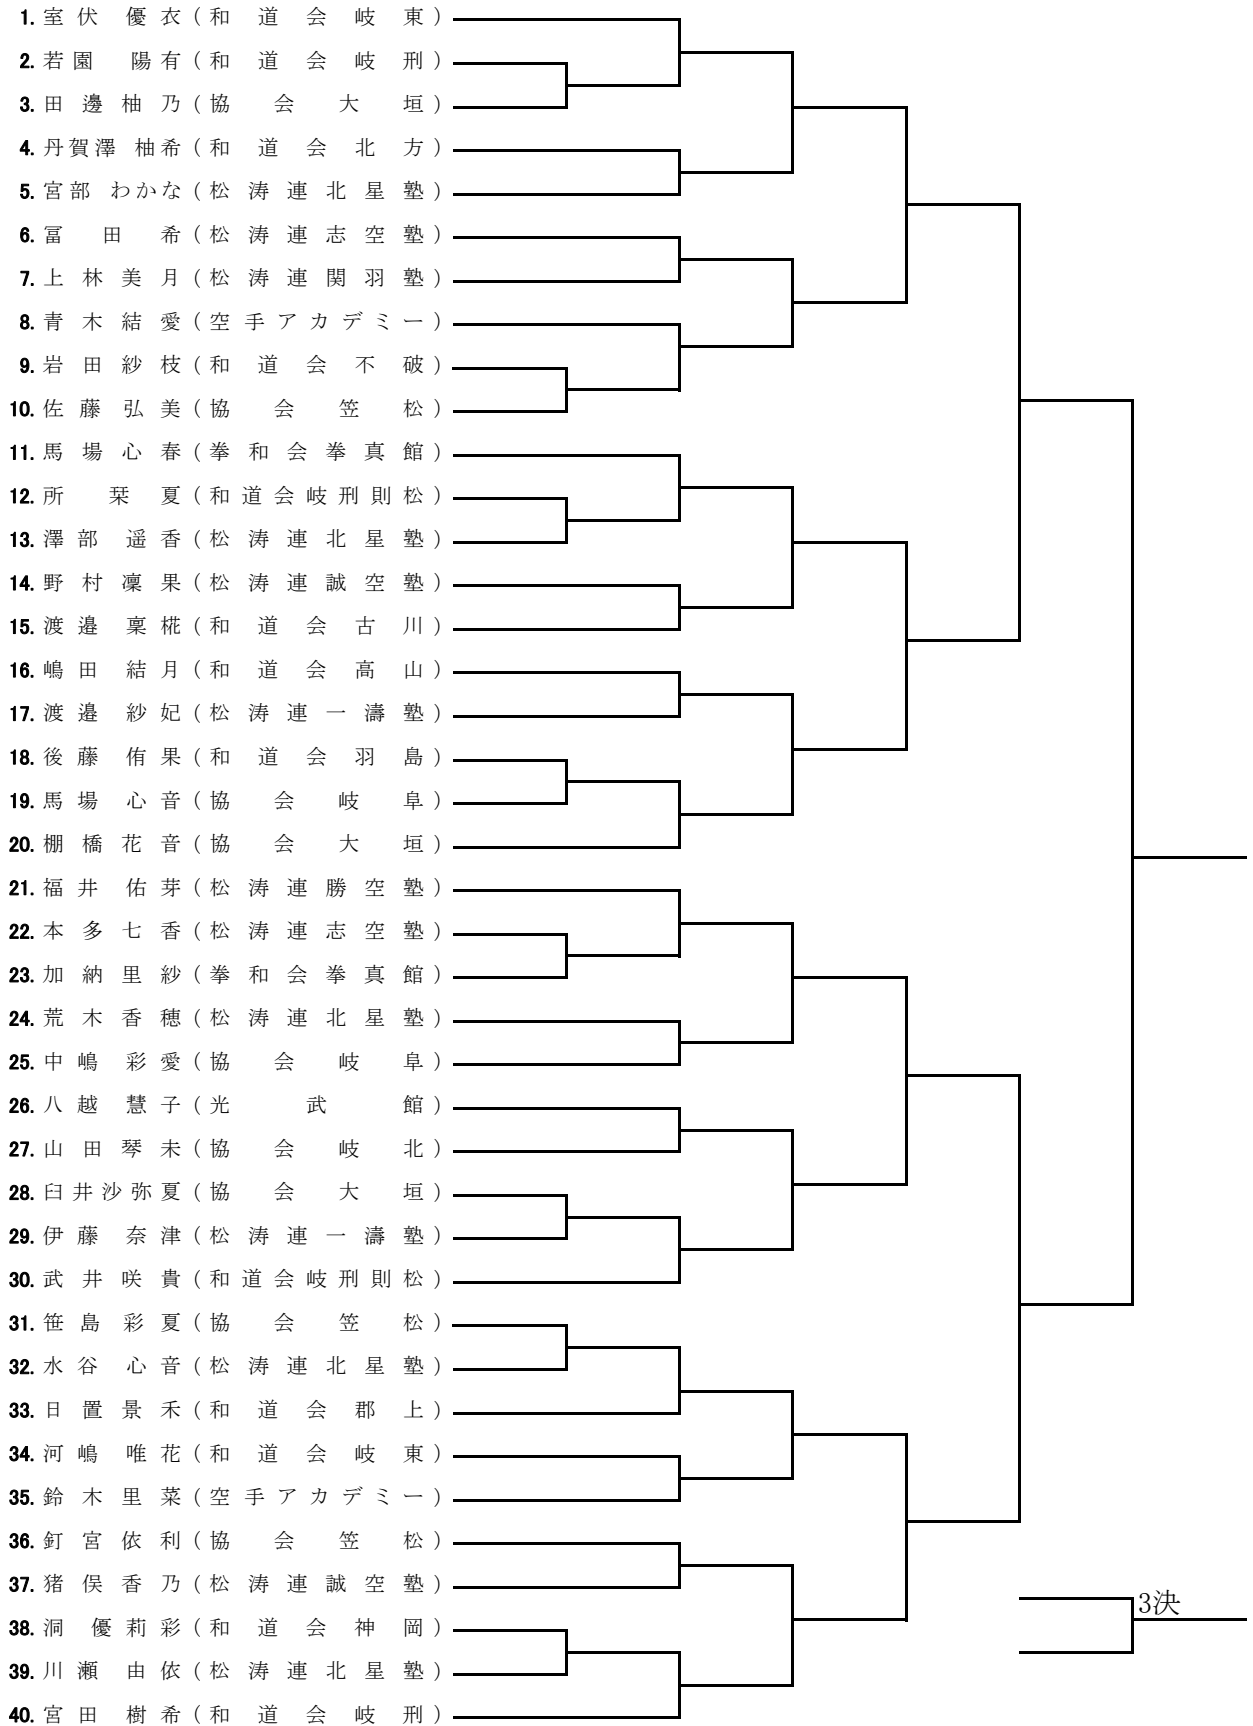 1. 室伏 優衣(和道会岐東)
2. 若園 陽有(和道会岐刑)
3. 田邊柚乃(協会大垣)
4. 丹賀澤 柚希(和道会北方)
5. 宮部 わかな(松涛連北星塾)
6. 冨田 希(松涛連志空塾)
7. 上林美月(松涛連関羽塾)
8. 青木結愛(空手アカデミー)
9. 岩田紗枝(和道会不破)
10. 佐藤弘美(協会笠松)
11. 馬場心春(拳和会拳真館)
12. 所 栞夏(和道会岐刑則松)
13. 澤部 遥香(松涛連北星塾)
14. 野村凜果(松涛連誠空塾)
15. 渡邉 稟椛(和道会古川)
16. 嶋田 結月(和道会高山)
17. 渡邉 紗妃(松涛連一濤塾)
18. 後藤 侑果(和道会羽島)
19. 馬場 心音(協会岐阜)
20. 棚橋花音(協会大垣)
21. 福井 佑芽(松涛連勝空塾)
22. 本多七香(松涛連志空塾)
23. 加納里紗(拳和会拳真館)
24. 荒木香穂(松涛連北星塾)
25. 中嶋 彩愛(協会岐阜)
26. 八越 慧子(光武館)
27. 山田琴未(協会岐北)
28. 臼井沙弥夏(協会大垣)
29. 伊藤 奈津(松涛連一濤塾)
30. 武井咲貴(和道会岐刑則松)
31. 笹島彩夏(協会笠松)
32. 水谷 心音(松涛連北星塾)
33. 日置景禾(和道会郡上)
34. 河嶋 唯花(和道会岐東)
35. 鈴木里菜(空手アカデミー)
36. 釘宮依利(協会笠松)
37. 猪俣香乃(松涛連誠空塾)
38. 洞 優莉彩(和道会神岡)
39. 川瀬 由依(松涛連北星塾)
40. 宮田 樹希(和道会岐刑)
3決